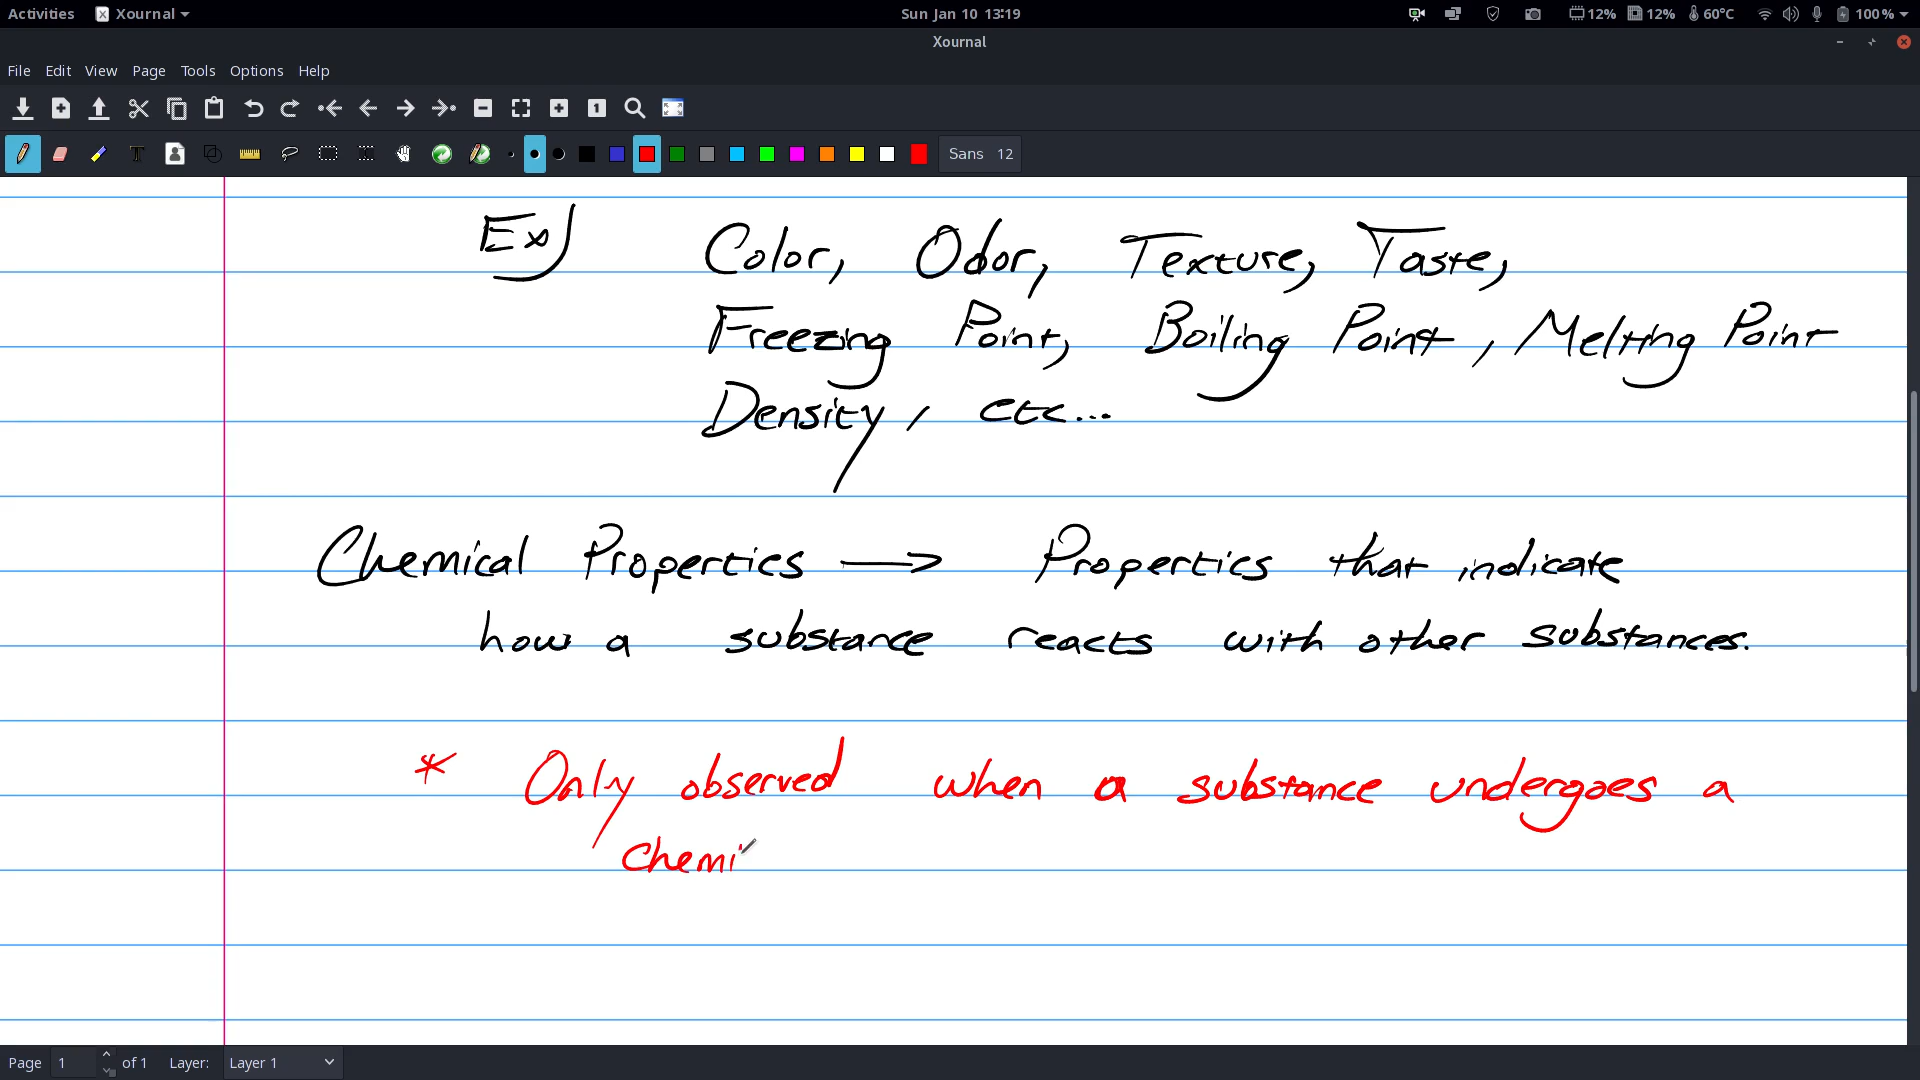 Activities Xournal Sun Jan 10 13:19 12% 12% 60°C 100%
Xournal
File Edit View Page Tools Options Help
1
T Sans 12
Ex) Color, Odor, Texture, Taste,
Freezing Point, Boiling Point, Melting Point
Density, etc...
Chemical Properties → Properties that indicate
how a substance reacts with other substances.
* Only observed when a substance undergoes a
chemi
Page 1 of 1 Layer: Layer 1